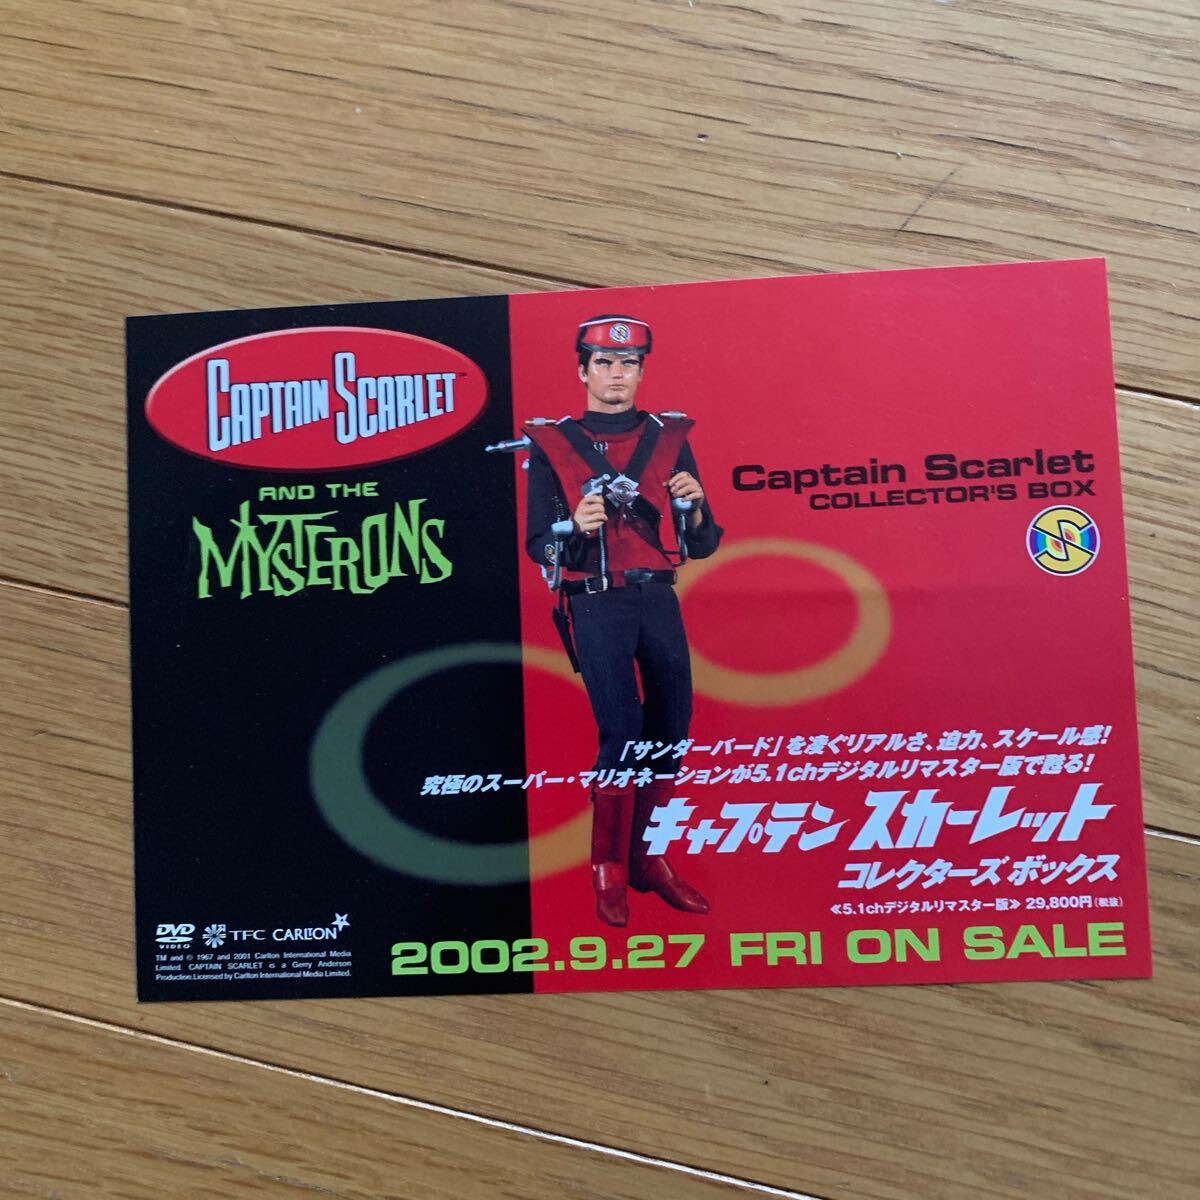 CAPTAIN SCARLET™
AND THE
MYSTERONS
Captain Scarlet
COLLECTOR'S BOX
S
「サンダーバード」を凌ぐリアルさ、迫力、スケール感!
究極のスーパー・マリオネーションが5.1chデジタルリマスター版で甦る!
キャプテン スカーレット
コレクターズ ボックス
≪5.1chデジタルリマスター版≫ 29,800円(税抜)
2002.9.27 FRI ON SALE
DVD VIDEO TFC CARLTON
TM and © 1967 and 2001 Carlton International Media
Limited. CAPTAIN SCARLET is a Gerry Anderson
Production.Licensed by Carlton International Media Limited.